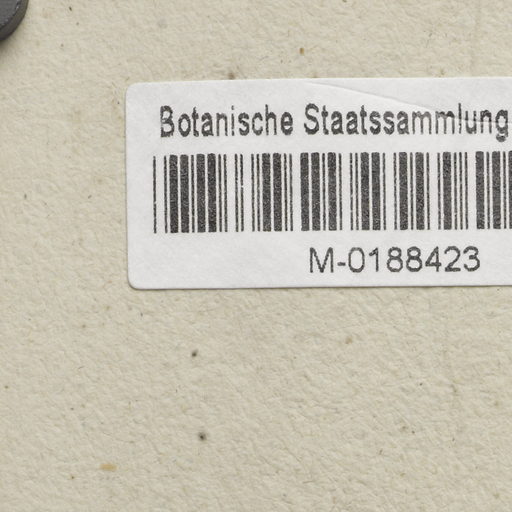 Botanische Staatssammlung
M-0188423